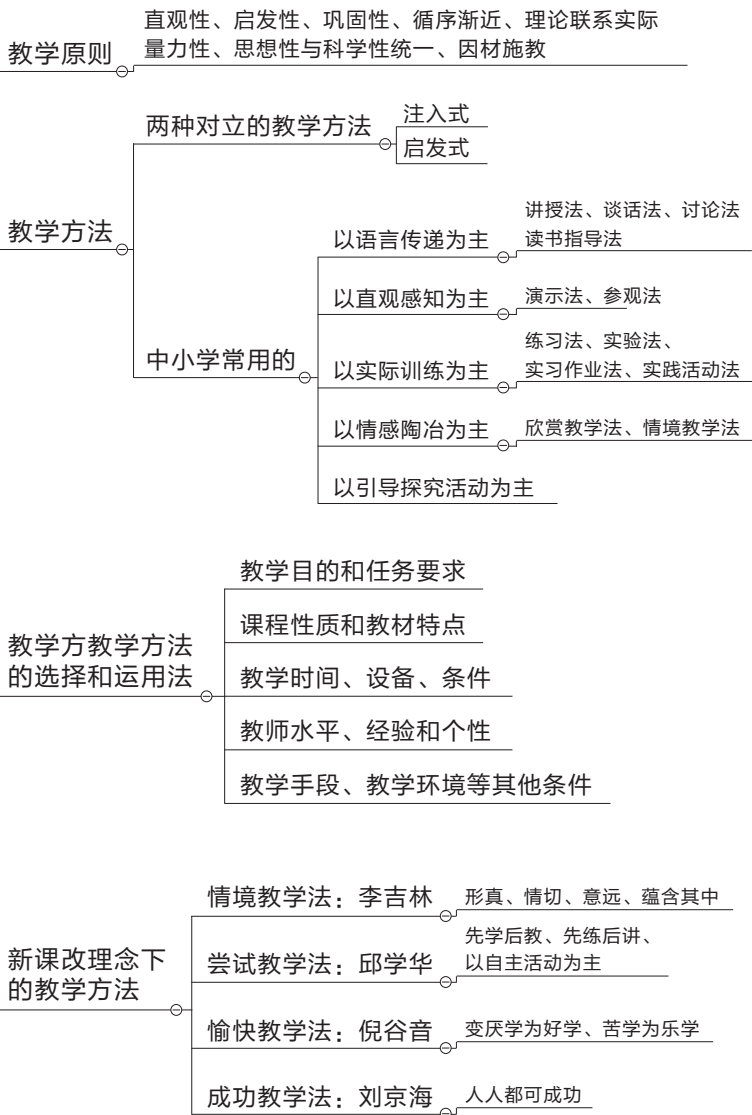 教学原则
直观性、启发性、巩固性、循序渐近、理论联系实际
量力性、思想性与科学性统一、因材施教
教学方法
两种对立的教学方法
注入式
启发式
中小学常用的
以语言传递为主
讲授法、谈话法、讨论法
读书指导法
以直观感知为主
演示法、参观法
以实际训练为主
练习法、实验法、
实习作业法、实践活动法
以情感陶冶为主
欣赏教学法、情境教学法
以引导探究活动为主
教学方教学方法
的选择和运用法
教学目的和任务要求
课程性质和教材特点
教学时间、设备、条件
教师水平、经验和个性
教学手段、教学环境等其他条件
新课改理念下
的教学方法
情境教学法：李吉林
形真、情切、意远、蕴含其中
尝试教学法：邱学华
先学后教、先练后讲、
以自主活动为主
愉快教学法：倪谷音
变厌学为好学、苦学为乐学
成功教学法：刘京海
人人都可成功